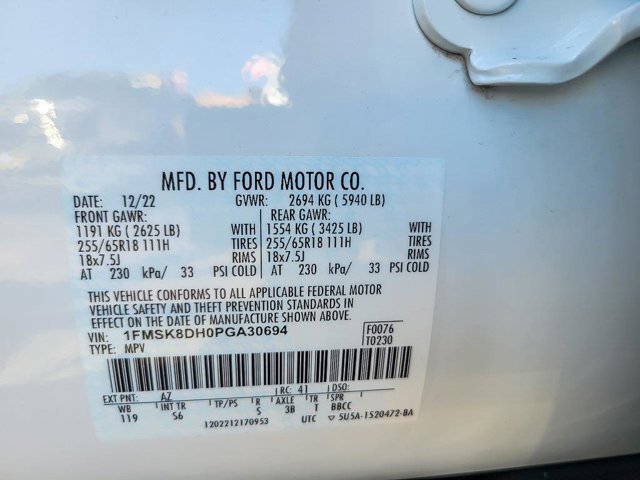 MFD. BY FORD MOTOR CO.
DATE: 12/22 GVWR: 2694 KG ( 5940 LB)
FRONT GAWR: REAR GAWR:
1191 KG ( 2625 LB) WITH 1554 KG ( 3425 LB) WITH
255/65R18 111H TIRES 255/65R18 111H TIRES
18x7.5J RIMS 18x7.5J RIMS
AT 230 kPa/ 33 PSI COLD AT 230 kPa/ 33 PSI COLD
THIS VEHICLE CONFORMS TO ALL APPLICABLE FEDERAL MOTOR
VEHICLE SAFETY AND THEFT PREVENTION STANDARDS IN
EFFECT ON THE DATE OF MANUFACTURE SHOWN ABOVE.
VIN: 1FMSK8DH0PGA30694 F0076
TYPE: MPV T0230
EXT PNT: AZ RC: 41 DSO:
WB INT TR TP/PS R AXLE TR SPR
119 S6 S 3B T BBCC
1202212170953 UTC 5U5A-1520472-BA